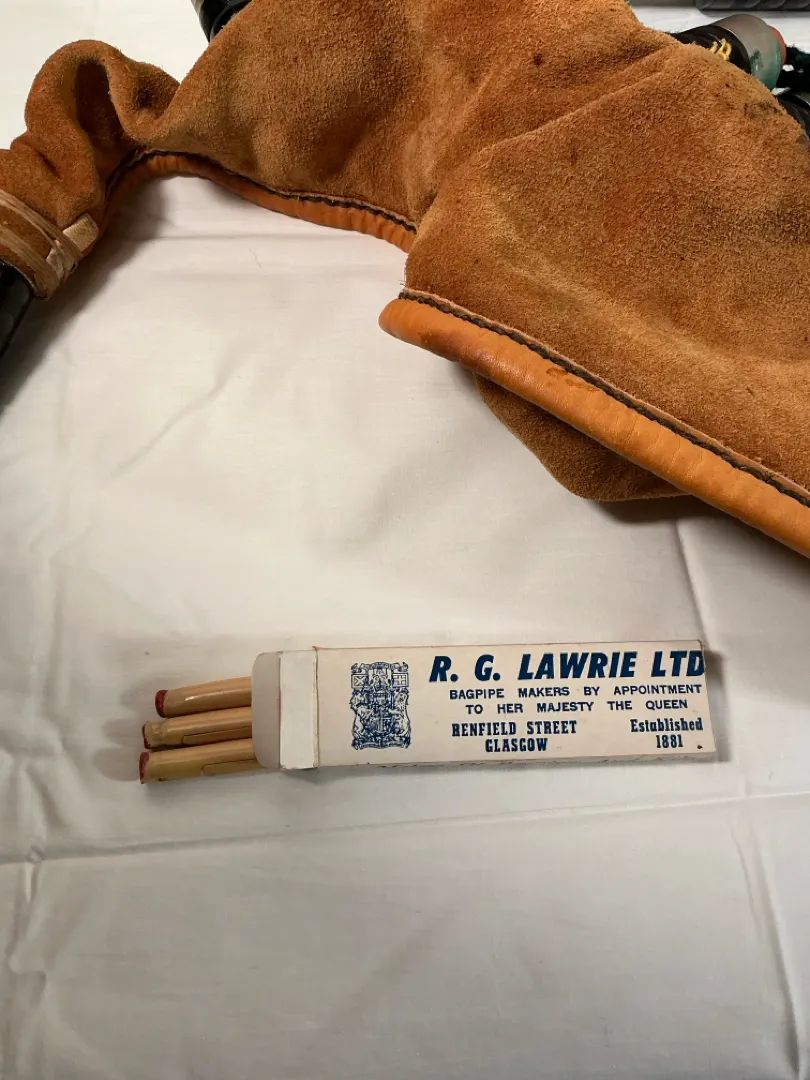 R. G. LAWRIE LTD
BAGPIPE MAKERS BY APPOINTMENT
TO HER MAJESTY THE QUEEN
RENFIELD STREET
GLASGOW
Established
1881